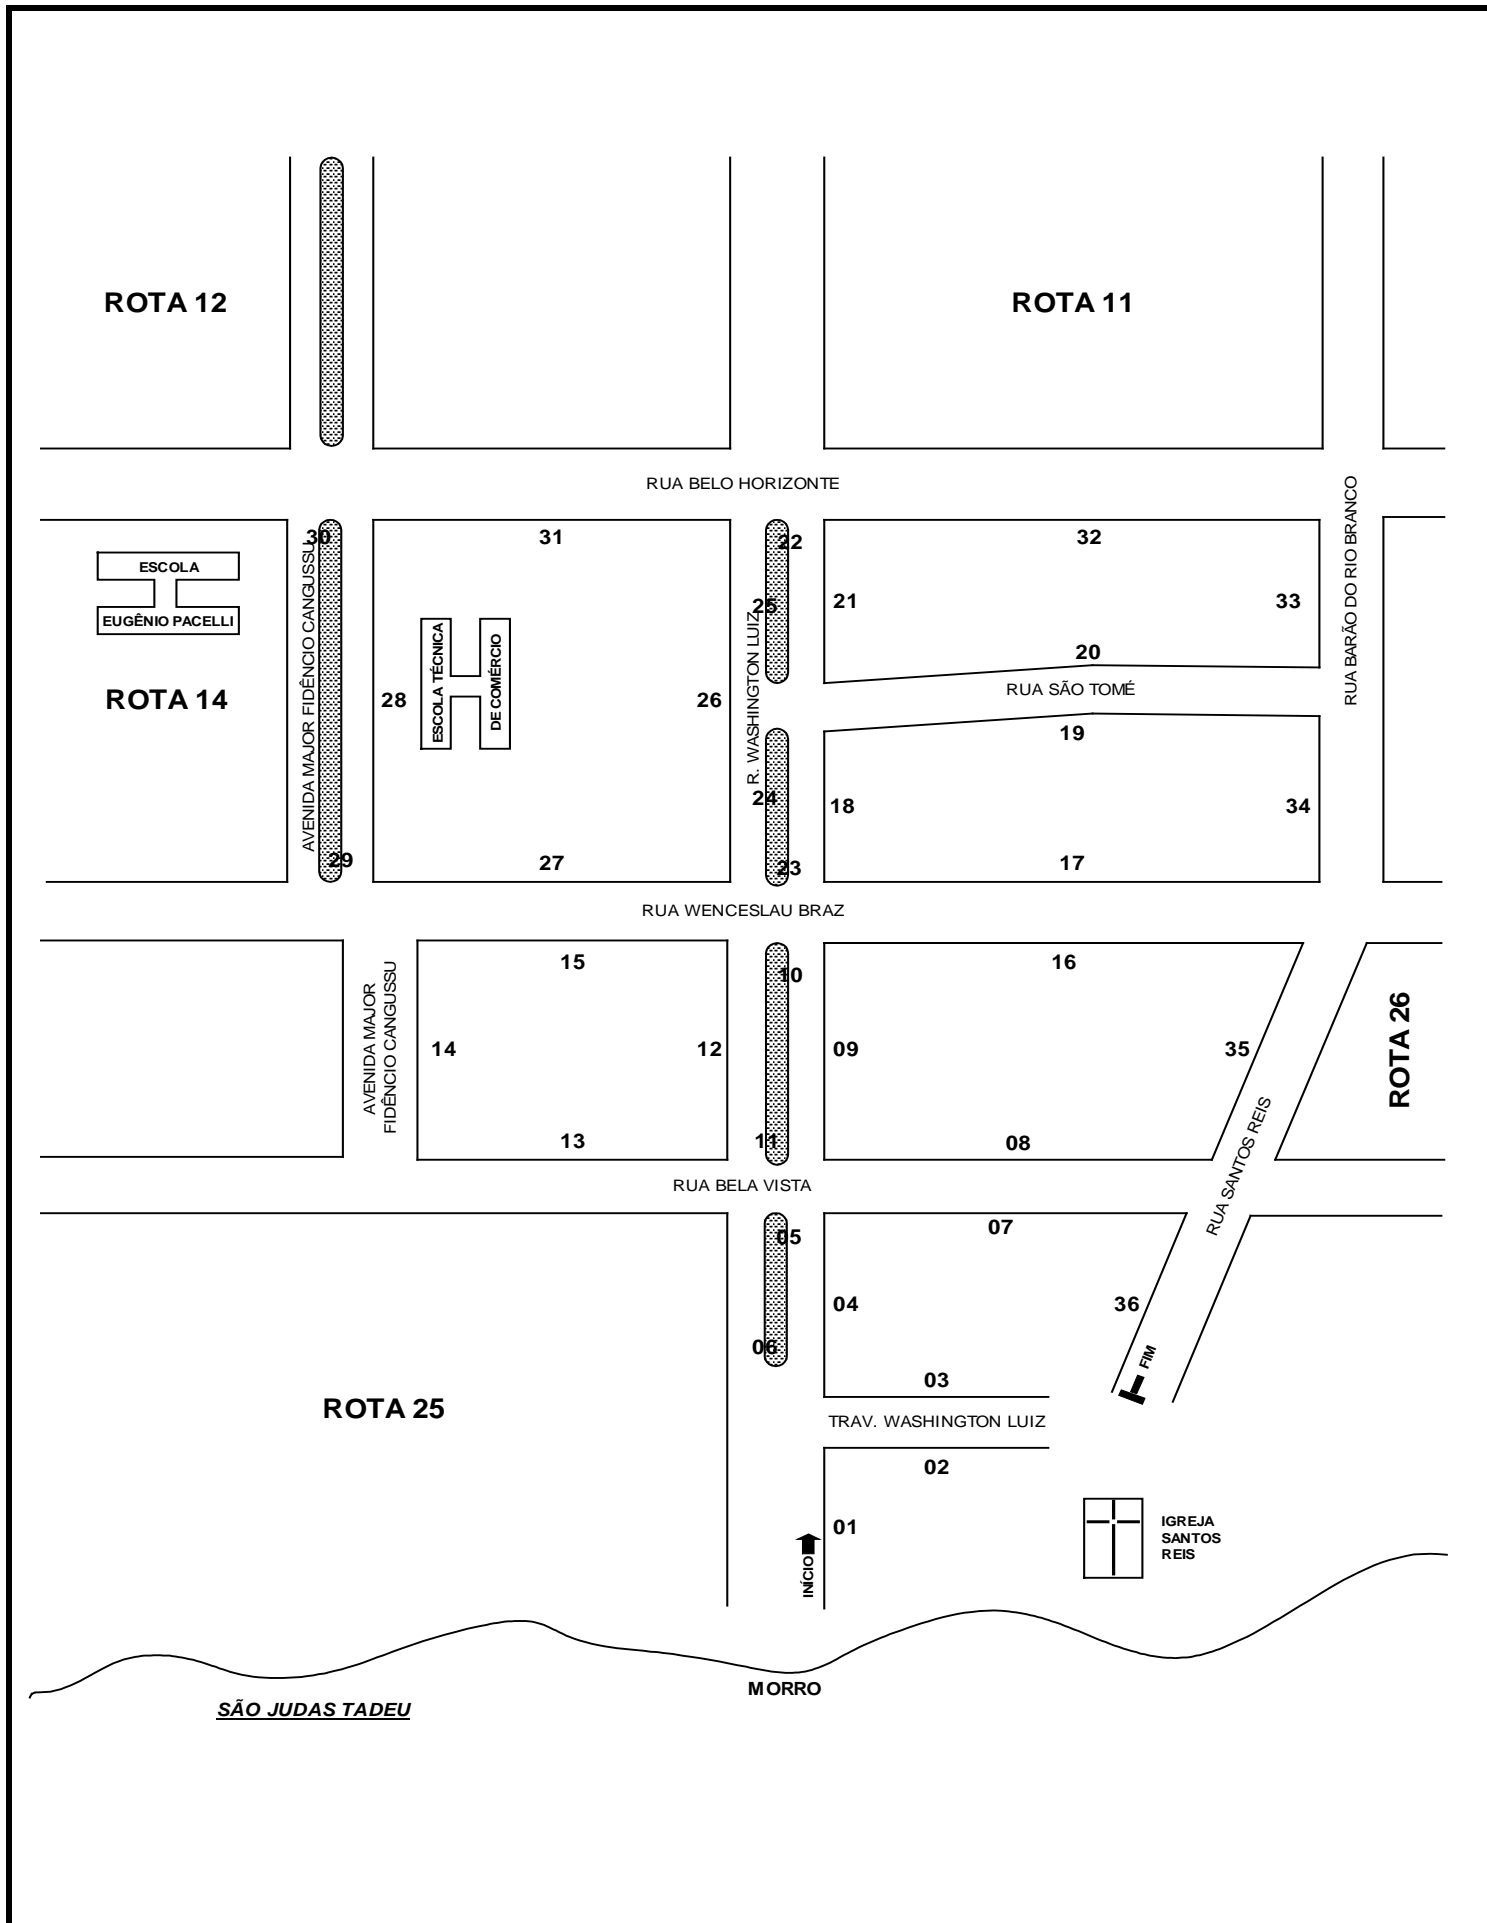 ROTA 12
ROTA 11
RUA BELO HORIZONTE
RUA BARÃO DO RIO BRANCO
30
31
22
32
ESCOLA
EUGÊNIO PACELLI
AVENIDA MAJOR FIDÊNCIO CANGUSSU
25
21
33
ESCOLA TÉCNICA
DE COMÉRCIO
R. WASHINGTON LUIZ
20
RUA SÃO TOMÉ
ROTA 14
28
26
19
24
18
34
29
27
23
17
RUA WENCESLAU BRAZ
15
10
16
AVENIDA MAJOR
FIDÊNCIO CANGUSSU
14
12
09
35
ROTA 26
13
11
08
RUA SANTOS REIS
RUA BELA VISTA
05
07
04
36
06
FIM
03
ROTA 25
TRAV. WASHINGTON LUIZ
02
01
INÍCIO
IGREJA
SANTOS
REIS
MORRO
SÃO JUDAS TADEU